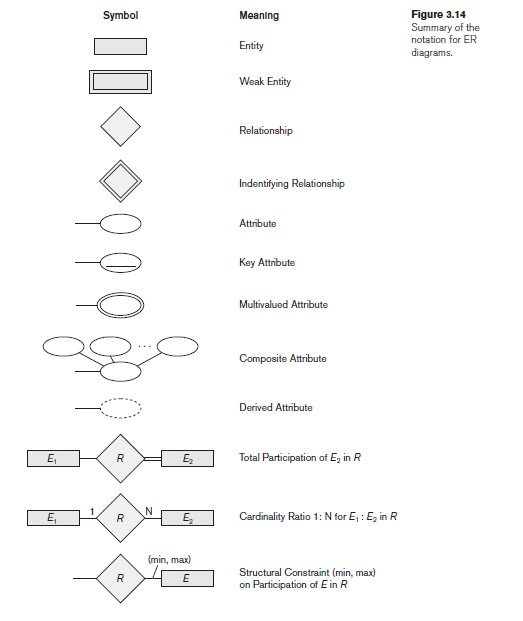 Symbol Meaning Figure 3.14
Summary of the
notation for ER
diagrams.
Entity
Weak Entity
Relationship
Indentifying Relationship
Attribute
Key Attribute
Multivalued Attribute
. . .
Composite Attribute
Derived Attribute
E₁ R E₂ Total Participation of E₂ in R
E₁ 1 R N E₂ Cardinality Ratio 1: N for E₁ : E₂ in R
(min, max)
R E Structural Constraint (min, max)
on Participation of E in R